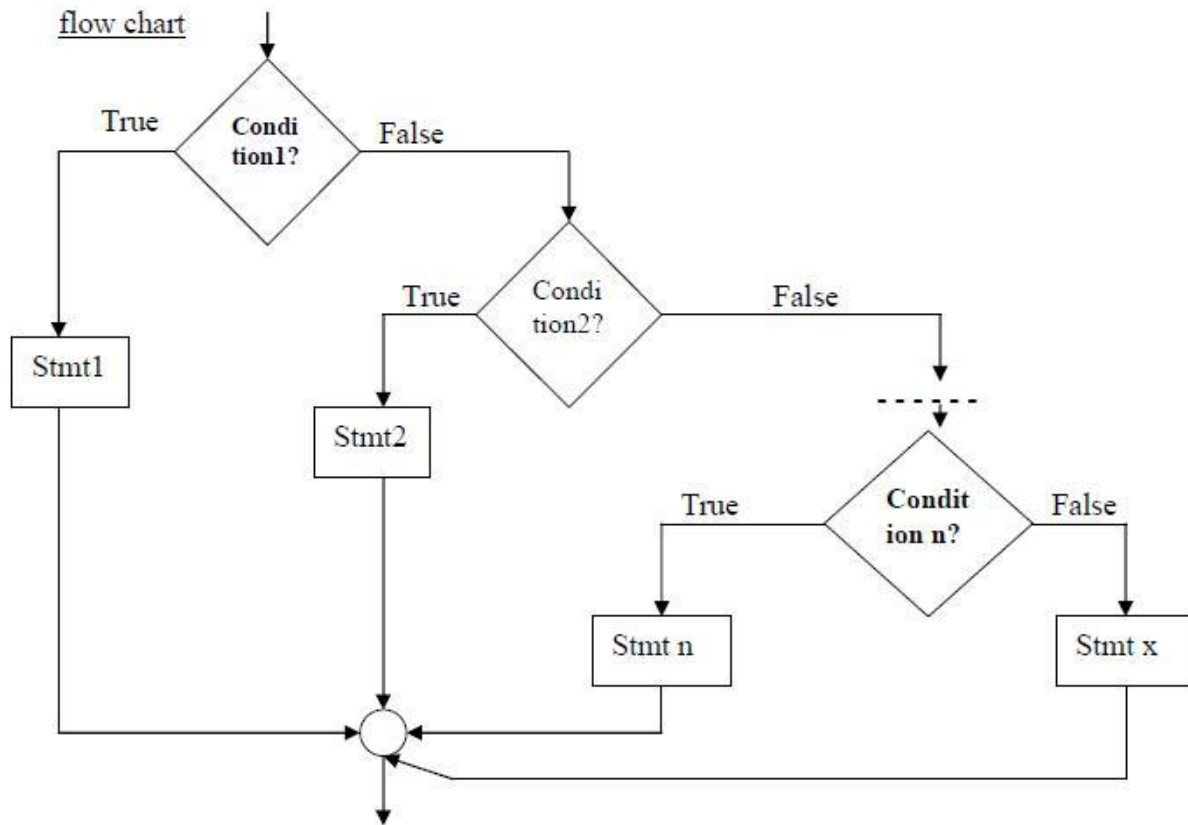 flow chart
True
Condi
tion1?
False
True
Condi
tion2?
False
Stmt1
Stmt2
True
Condit
ion n?
False
Stmt n
Stmt x